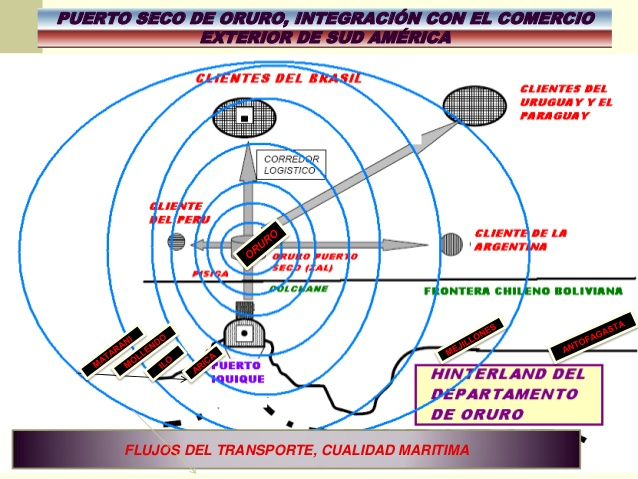 PUERTO SECO DE ORURO, INTEGRACIÓN CON EL COMERCIO
EXTERIOR DE SUD AMÉRICA
CLIENTES DEL BRASIL
CLIENTES DEL
URUGUAY Y EL
PARAGUAY
CORREDOR
LOGISTICO
CLIENTE
DEL PERU
ORURO
CLIENTE DE LA
ARGENTINA
ORURO PUERTO
SECO (ZAL)
PISIGA
COLCHANE
FRONTERA CHILENO BOLIVIANA
MATARANI
MOLLENDO
ILO
ARICA
MEJILLONES
ANTOFAGASTA
PUERTO
IQUIQUE
HINTERLAND DEL
DEPARTAMENTO
DE ORURO
FLUJOS DEL TRANSPORTE, CUALIDAD MARITIMA